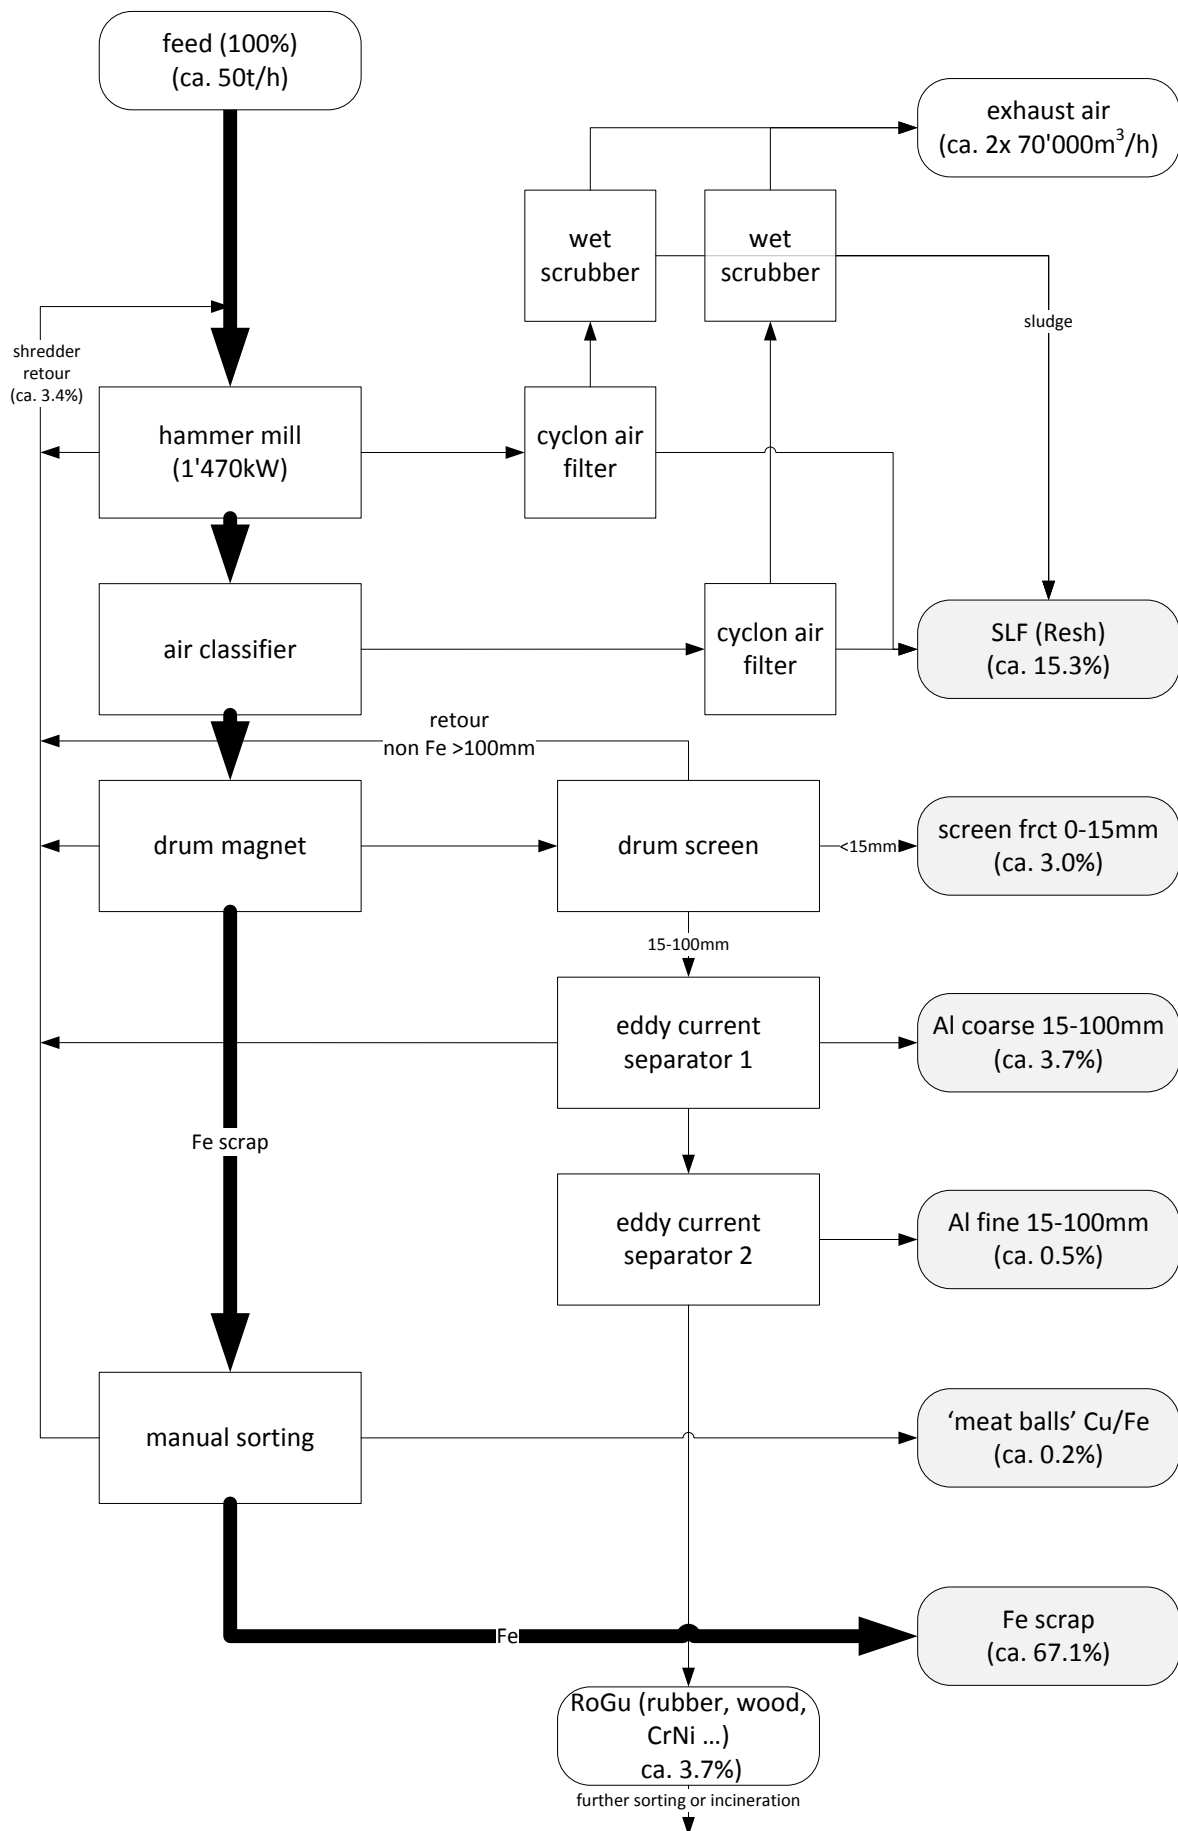 feed (100%)
(ca. 50t/h)
exhaust air
(ca. 2x 70'000m³/h)
wet
scrubber
wet
scrubber
sludge
shredder
retour
(ca. 3.4%)
hammer mill
(1'470kW)
cyclon air
filter
air classifier
cyclon air
filter
SLF (Resh)
(ca. 15.3%)
retour
non Fe >100mm
drum magnet
drum screen
<15mm
screen frct 0-15mm
(ca. 3.0%)
15-100mm
eddy current
separator 1
Al coarse 15-100mm
(ca. 3.7%)
Fe scrap
eddy current
separator 2
Al fine 15-100mm
(ca. 0.5%)
manual sorting
‘meat balls’ Cu/Fe
(ca. 0.2%)
Fe
Fe scrap
(ca. 67.1%)
RoGu (rubber, wood,
CrNi ...)
ca. 3.7%)
further sorting or incineration